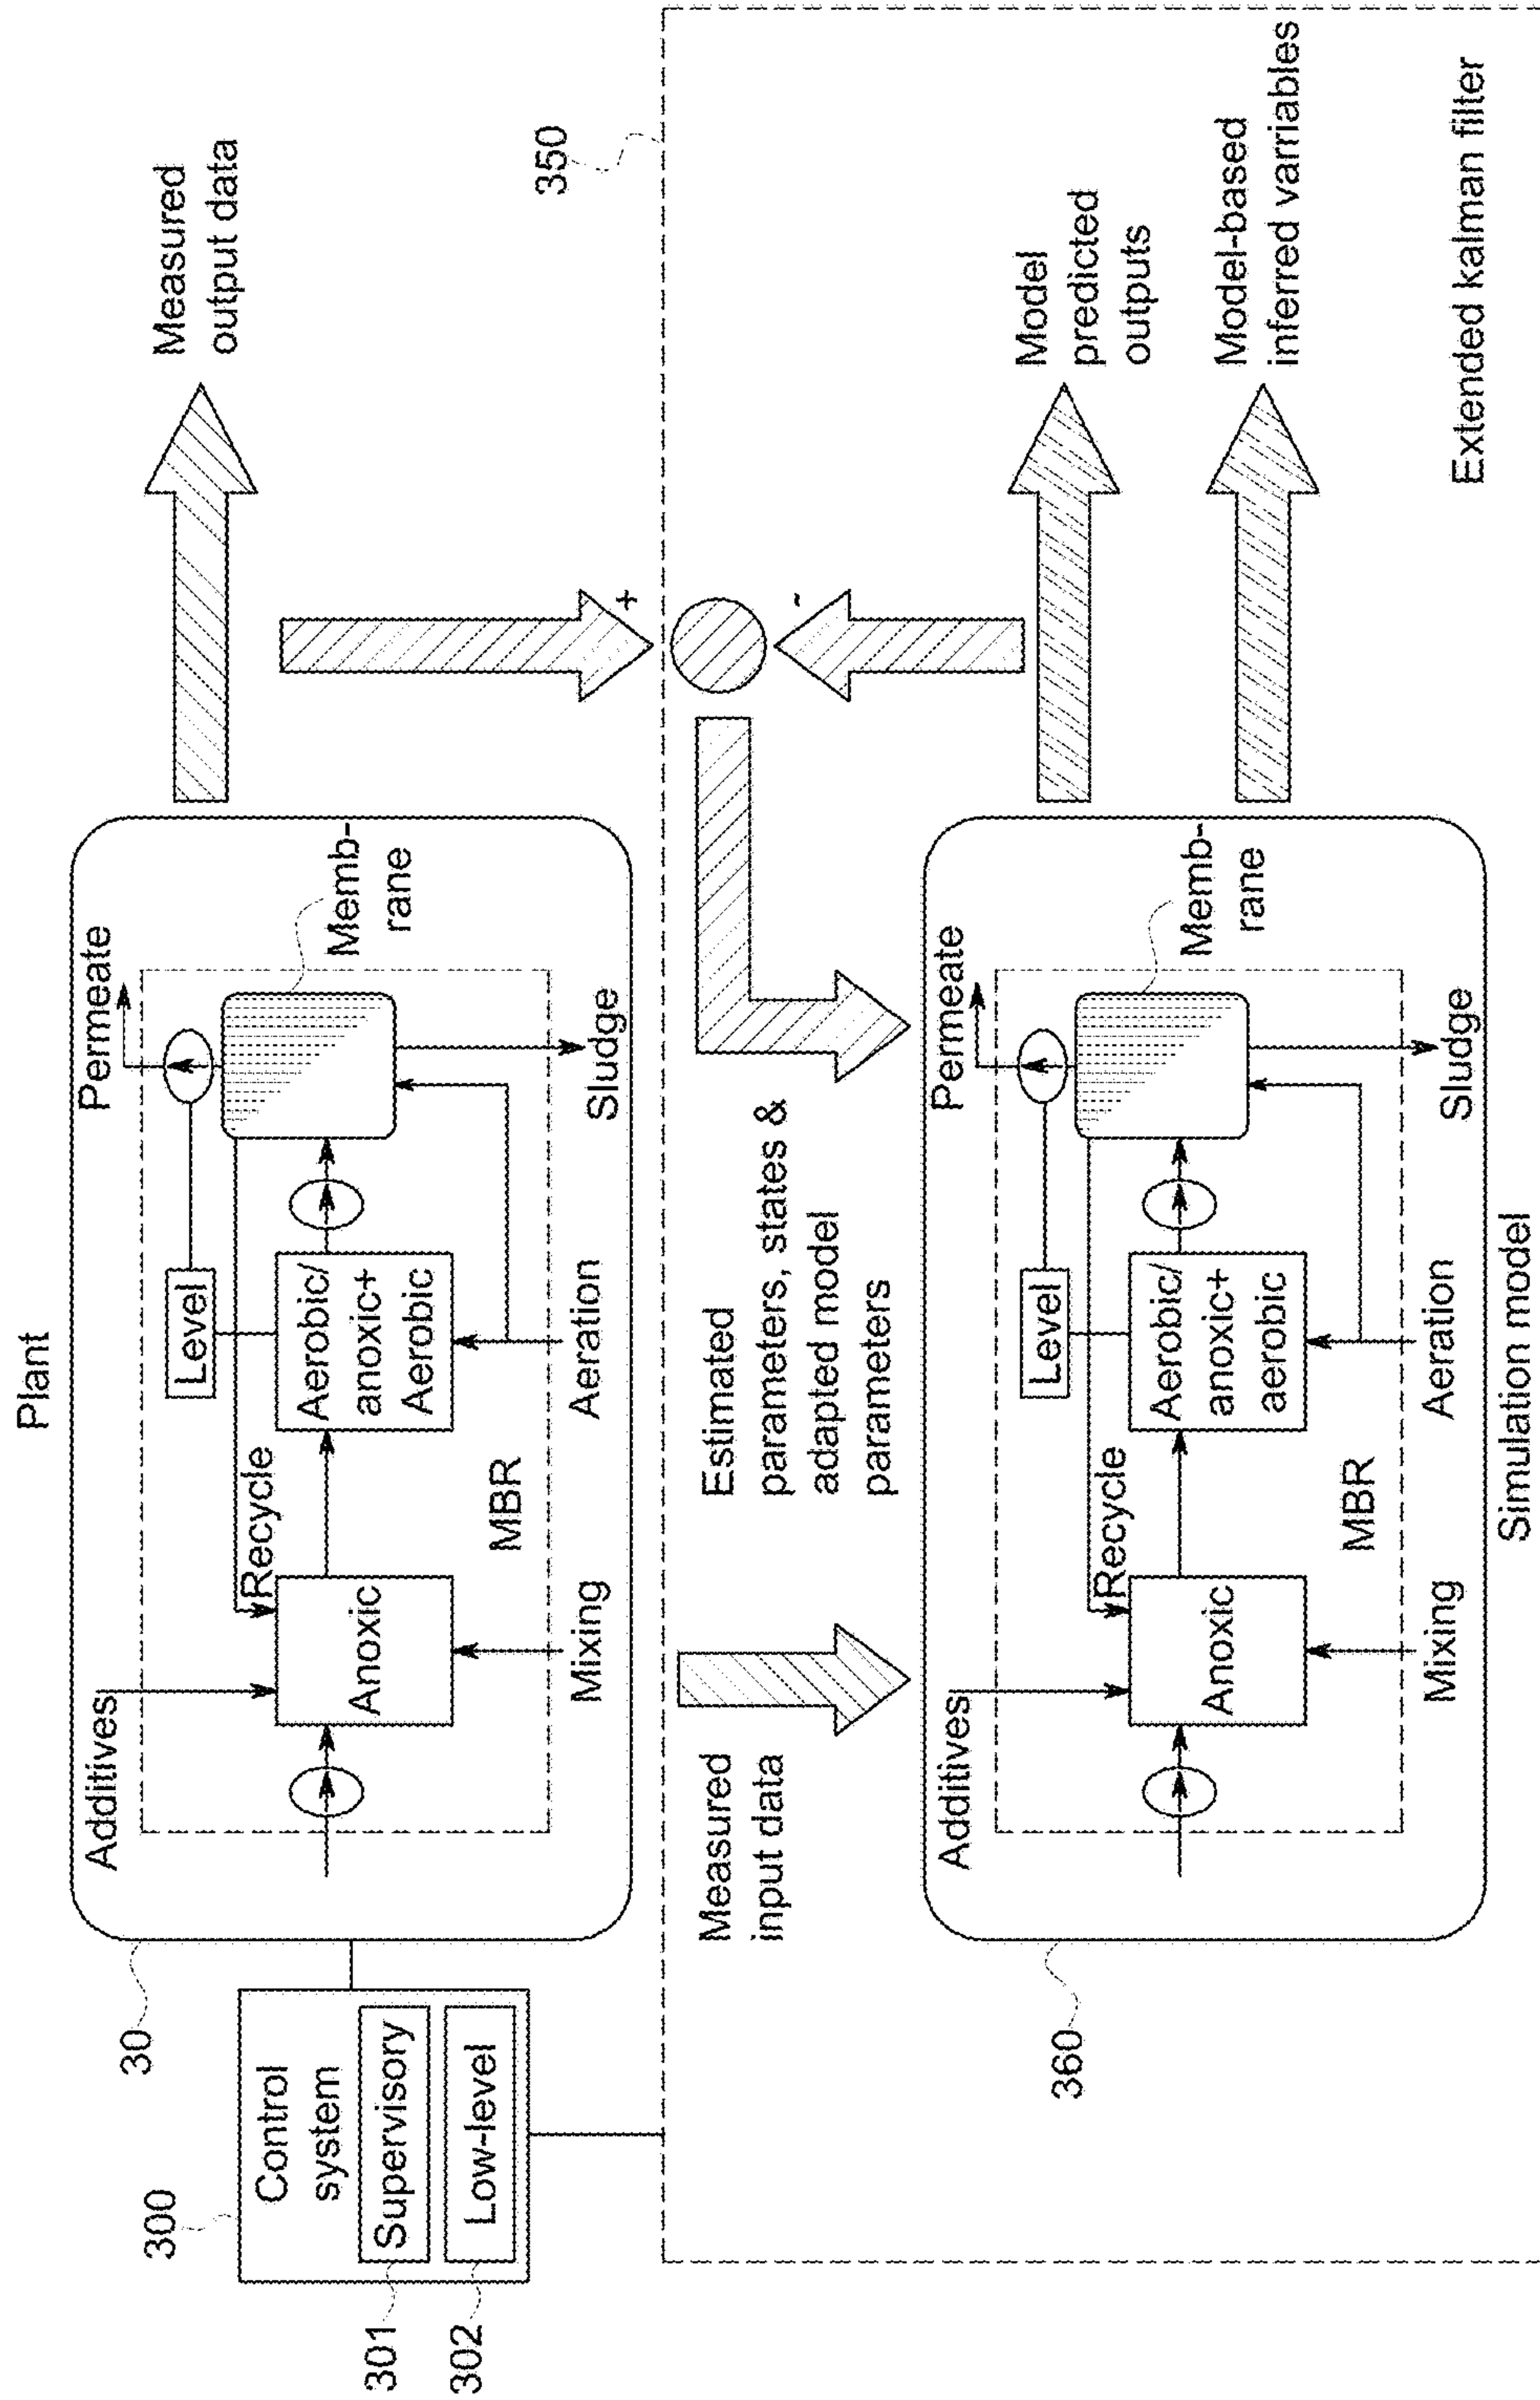 Plant
300
Control
system
Supervisory
Low-level
301
302
30
Additives
Anoxic
Mixing
Recycle
MBR
Level
Aerobic/
anoxic+
Aerobic
Aeration
Permeate
Memb-
rane
Sludge
Measured
output data
350
+
~
Measured
input data
Estimated
parameters, states &
adapted model
parameters
360
Additives
Anoxic
Mixing
Recycle
MBR
Level
Aerobic/
anoxic+
aerobic
Aeration
Permeate
Memb-
rane
Sludge
Simulation model
Model
predicted
outputs
Model-based
inferred varriables
Extended kalman filter